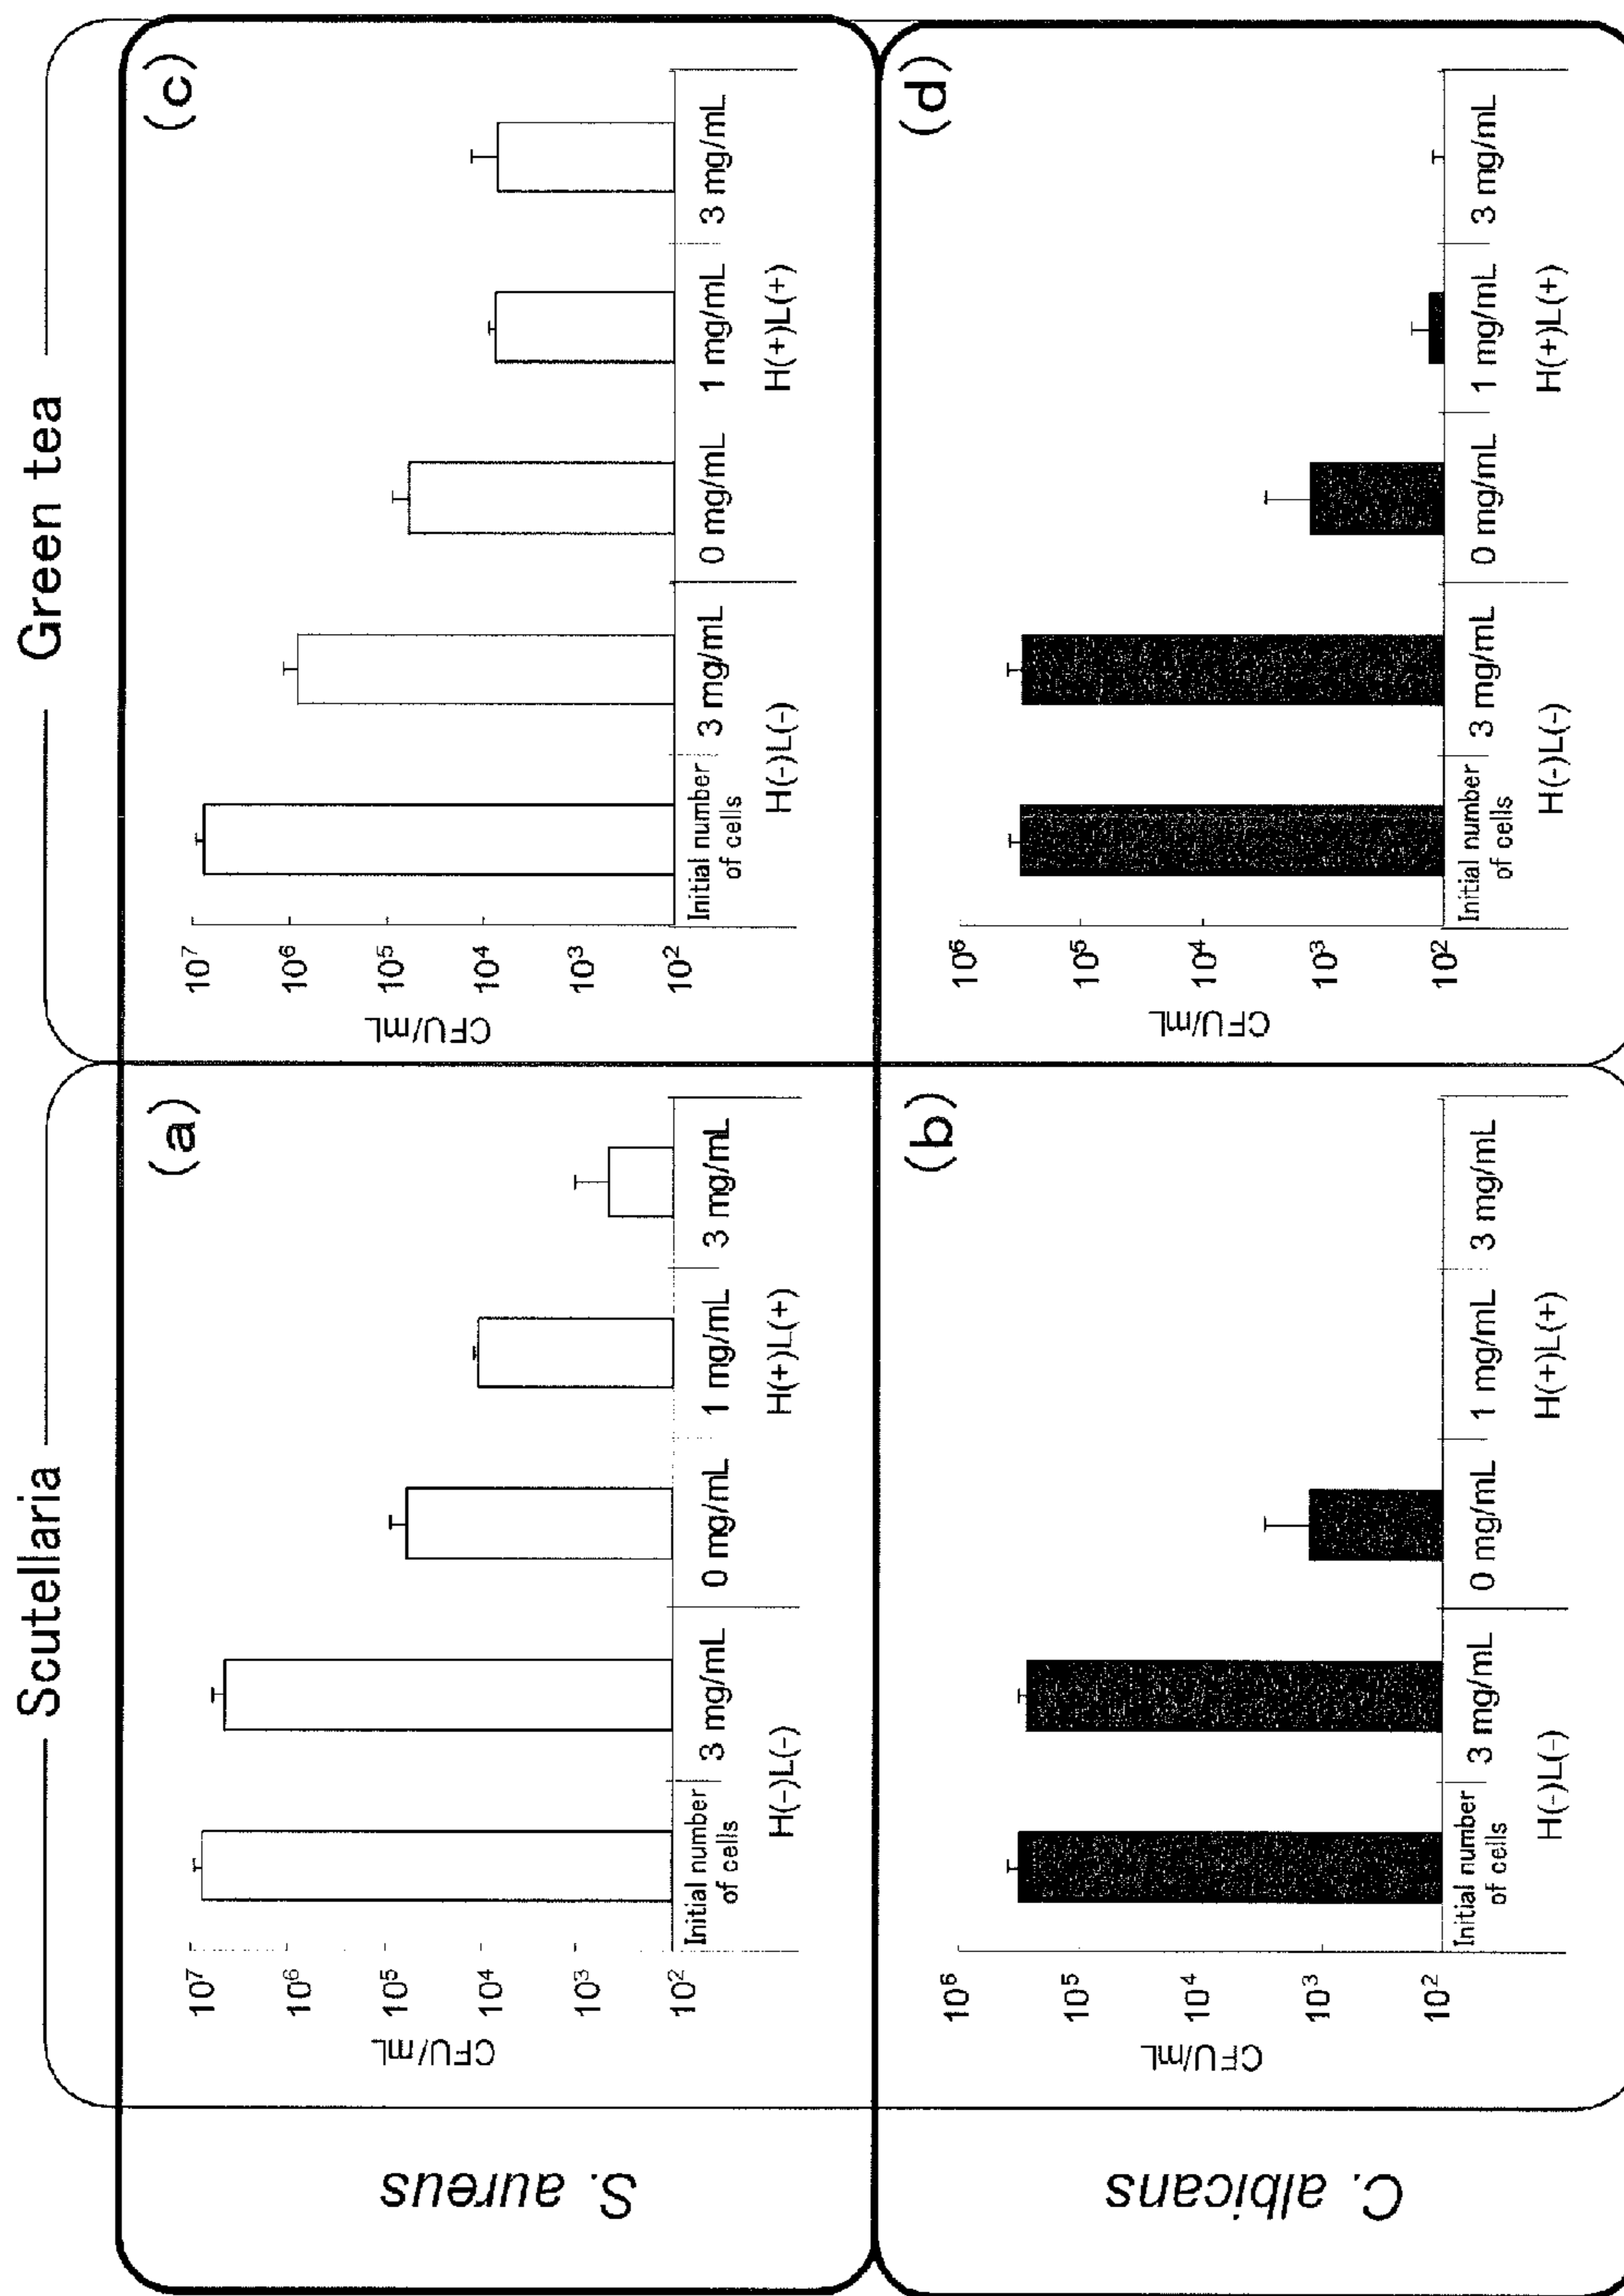 Scutellaria
Green tea
S. aureus
(a)
CFU/mL
10⁷
10⁶
10⁵
10⁴
10³
10²
Initial number
of cells
3 mg/mL
0 mg/mL
1 mg/mL
3 mg/mL
H(-)L(-)
H(+)L(+)
(c)
CFU/mL
10⁷
10⁶
10⁵
10⁴
10³
10²
Initial number
of cells
3 mg/mL
0 mg/mL
1 mg/mL
3 mg/mL
H(-)L(-)
H(+)L(+)
C. albicans
(b)
CFU/mL
10⁶
10⁵
10⁴
10³
10²
Initial number
of cells
3 mg/mL
0 mg/mL
1 mg/mL
3 mg/mL
H(-)L(-)
H(+)L(+)
(d)
CFU/mL
10⁶
10⁵
10⁴
10³
10²
Initial number
of cells
3 mg/mL
0 mg/mL
1 mg/mL
3 mg/mL
H(-)L(-)
H(+)L(+)